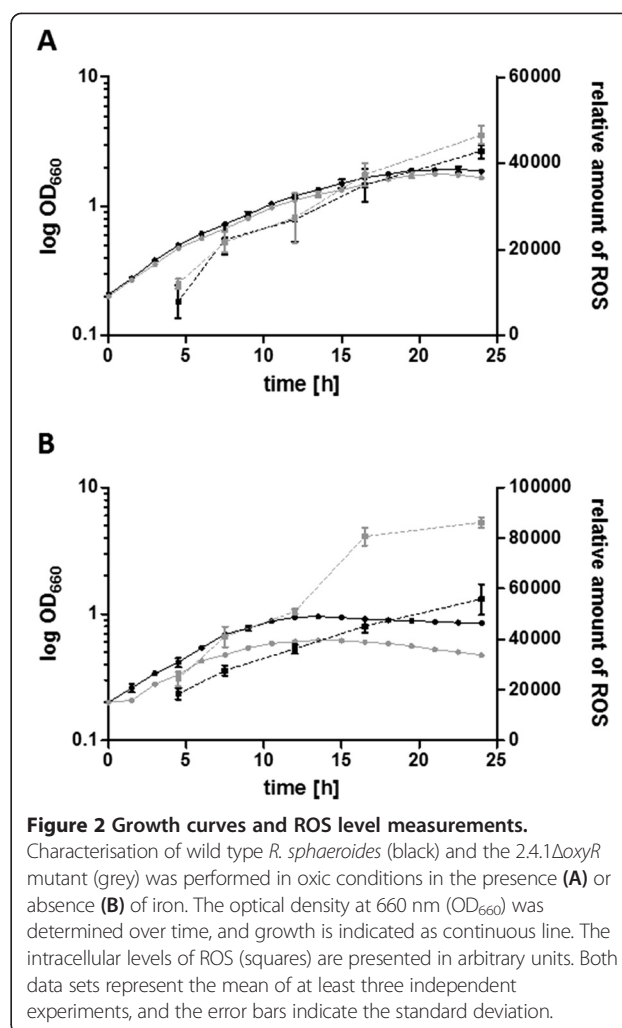 A
log OD660
10
1
0.1
60000
40000
20000
0
relative amount of ROS
0 5 10 15 20 25
time [h]
B
log OD660
10
1
0.1
100000
80000
60000
40000
20000
0
relative amount of ROS
0 5 10 15 20 25
time [h]
Figure 2 Growth curves and ROS level measurements.
Characterisation of wild type R. sphaeroides (black) and the 2.4.1ΔoxyR
mutant (grey) was performed in oxic conditions in the presence (A) or
absence (B) of iron. The optical density at 660 nm (OD660) was
determined over time, and growth is indicated as continuous line. The
intracellular levels of ROS (squares) are presented in arbitrary units. Both
data sets represent the mean of at least three independent
experiments, and the error bars indicate the standard deviation.